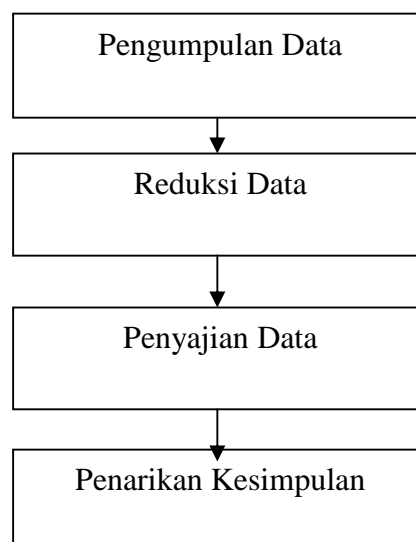 Pengumpulan Data
Reduksi Data
Penyajian Data
Penarikan Kesimpulan